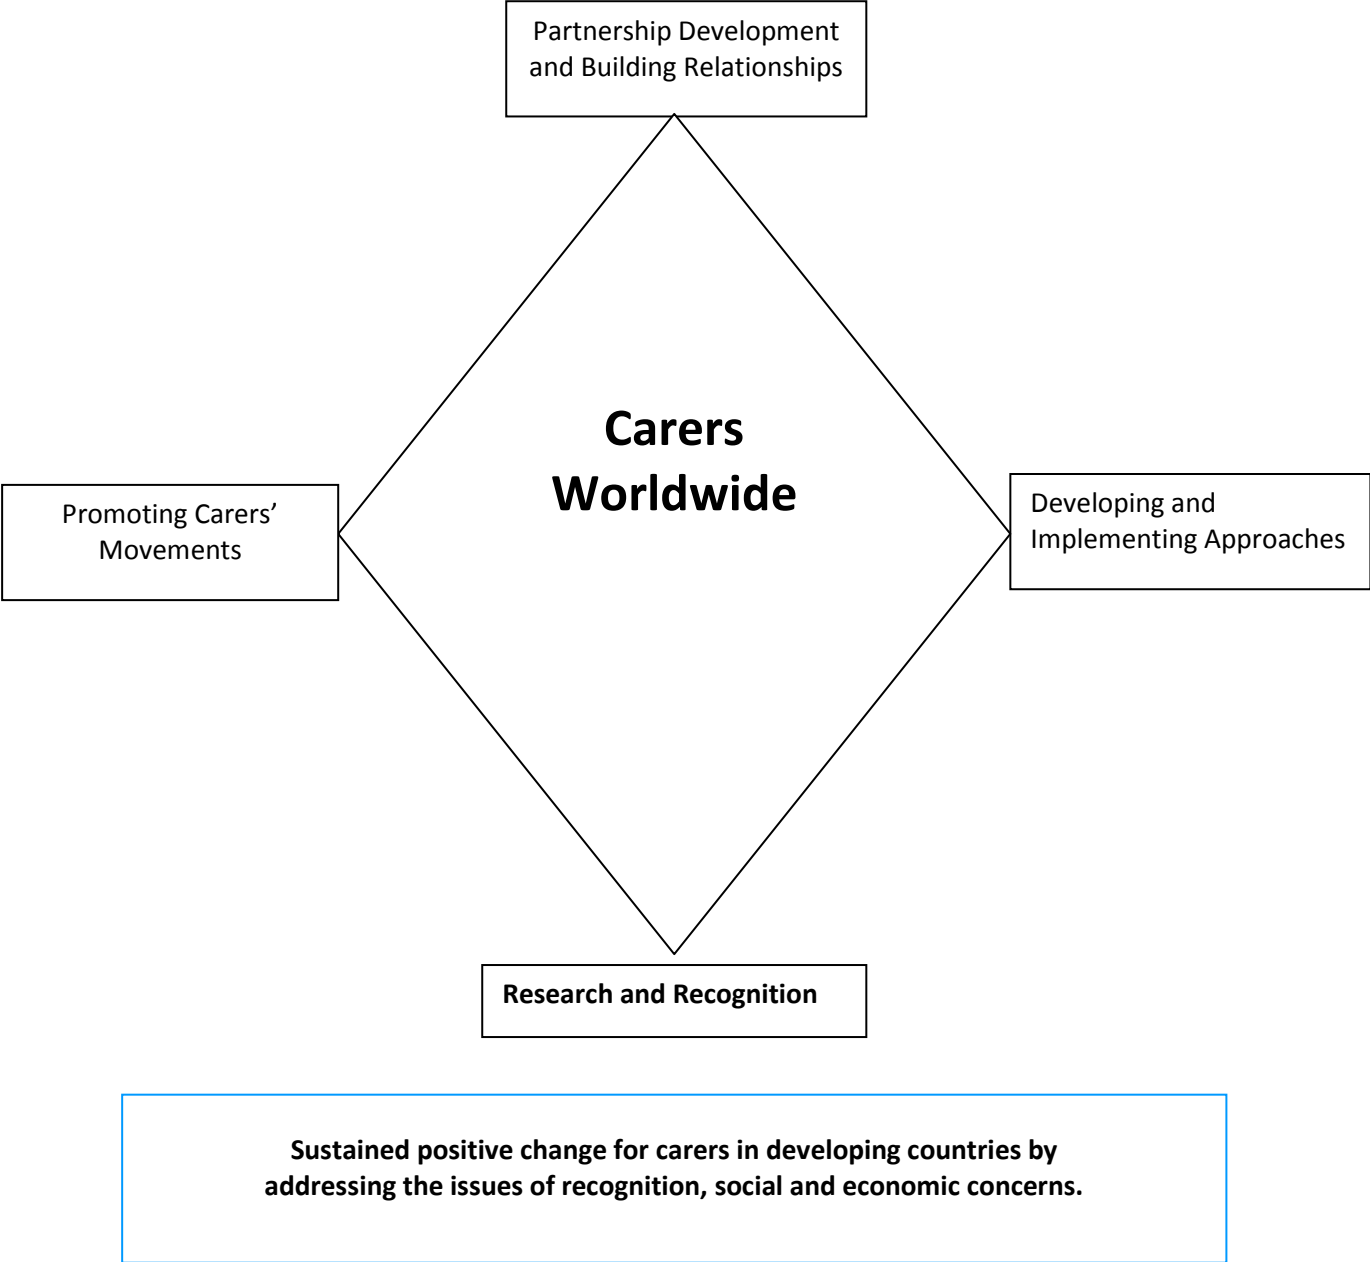 Partnership Development
and Building Relationships
Carers
Worldwide
Promoting Carers’
Movements
Developing and
Implementing Approaches
Research and Recognition
Sustained positive change for carers in developing countries by
addressing the issues of recognition, social and economic concerns.